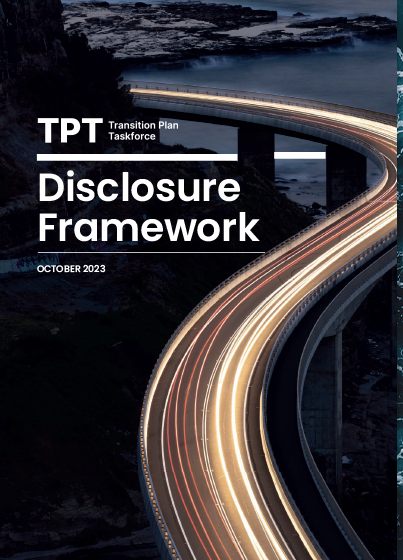 TPT
Transition Plan
Taskforce
Disclosure
Framework
OCTOBER 2023